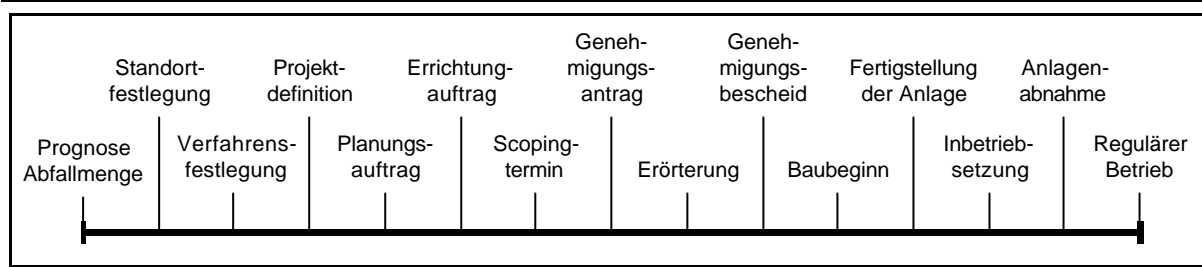 Prognose
Abfallmenge
Standort-
festlegung
Verfahrens-
festlegung
Projekt-
definition
Planungs-
auftrag
Errichtung-
auftrag
Scoping-
termin
Geneh-
migungs-
antrag
Erörterung
Geneh-
migungs-
bescheid
Baubeginn
Fertigstellung
der Anlage
Inbetrieb-
setzung
Anlagen-
abnahme
Regulärer
Betrieb